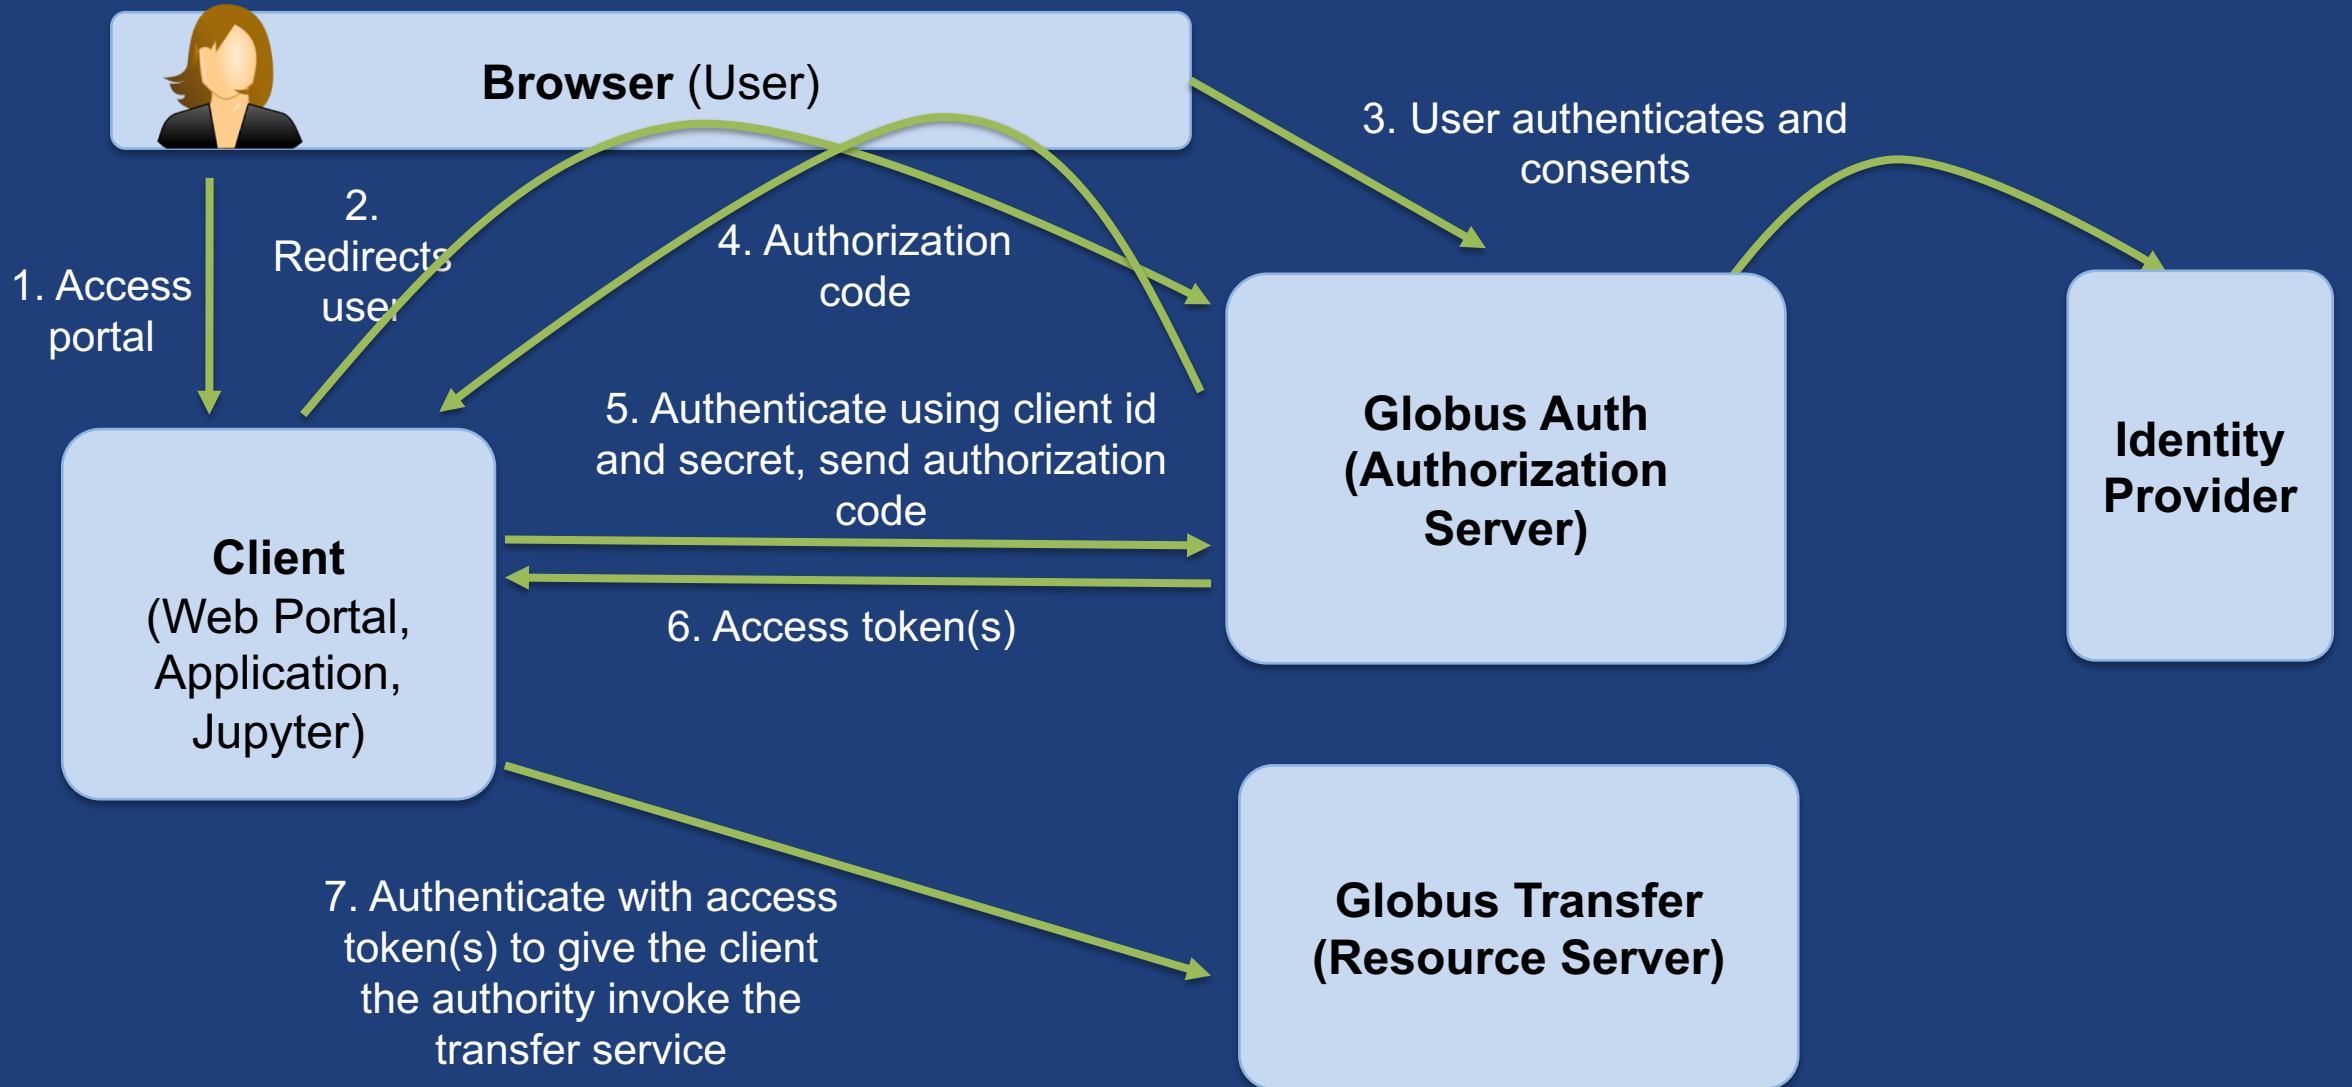 Browser (User)
3. User authenticates and
consents
2.
Redirects
user
4. Authorization
code
1. Access
portal
5. Authenticate using client id
and secret, send authorization
code
Globus Auth
(Authorization
Server)
Identity
Provider
Client
(Web Portal,
Application,
Jupyter)
6. Access token(s)
7. Authenticate with access
token(s) to give the client
the authority invoke the
transfer service
Globus Transfer
(Resource Server)